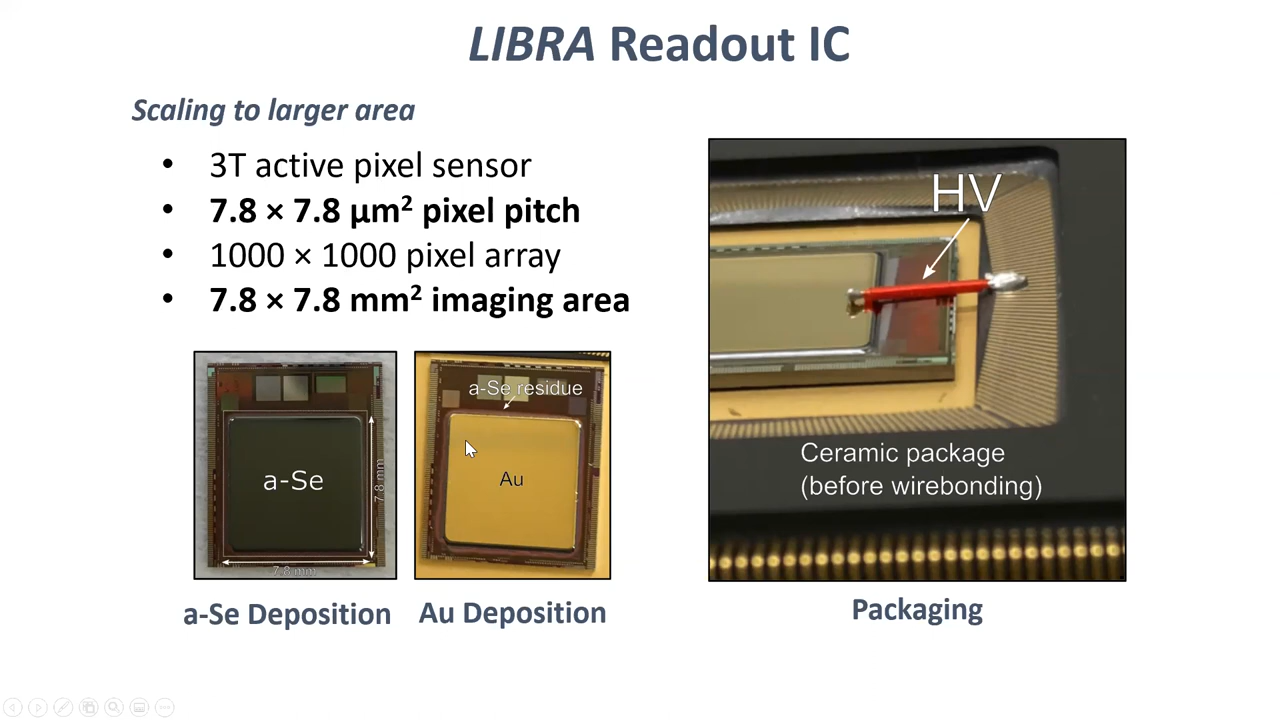 LIBRA Readout IC
Scaling to larger area
• 3T active pixel sensor
• 7.8 × 7.8 µm² pixel pitch
• 1000 × 1000 pixel array
• 7.8 × 7.8 mm² imaging area
a-Se
7.8 mm
7.8 mm
a-Se residue
Au
HV
Ceramic package
(before wirebonding)
a-Se Deposition
Au Deposition
Packaging